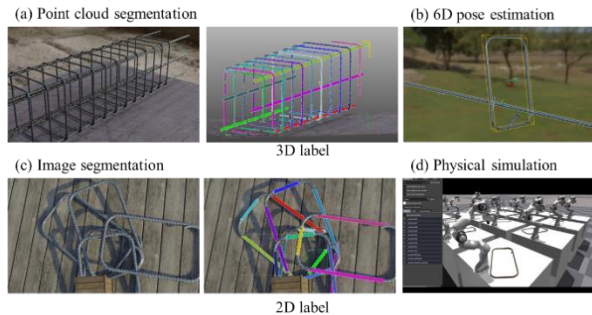 (a) Point cloud segmentation
(b) 6D pose estimation
3D label
(c) Image segmentation
(d) Physical simulation
2D label